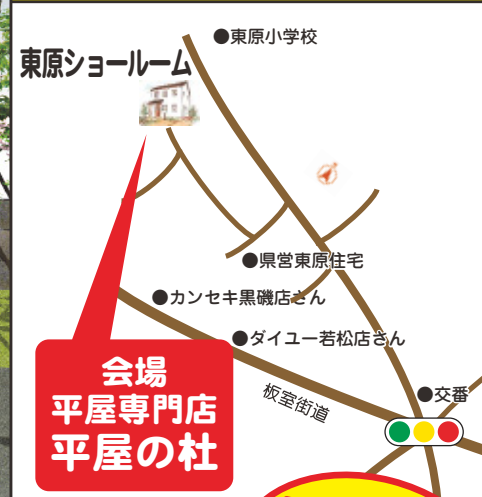 ●東原小学校
東原ショールーム
●県営東原住宅
●カンセキ黒磯店さん
●ダイユー若松店さん
板室街道
●交番
会場
平屋専門店
平屋の杜